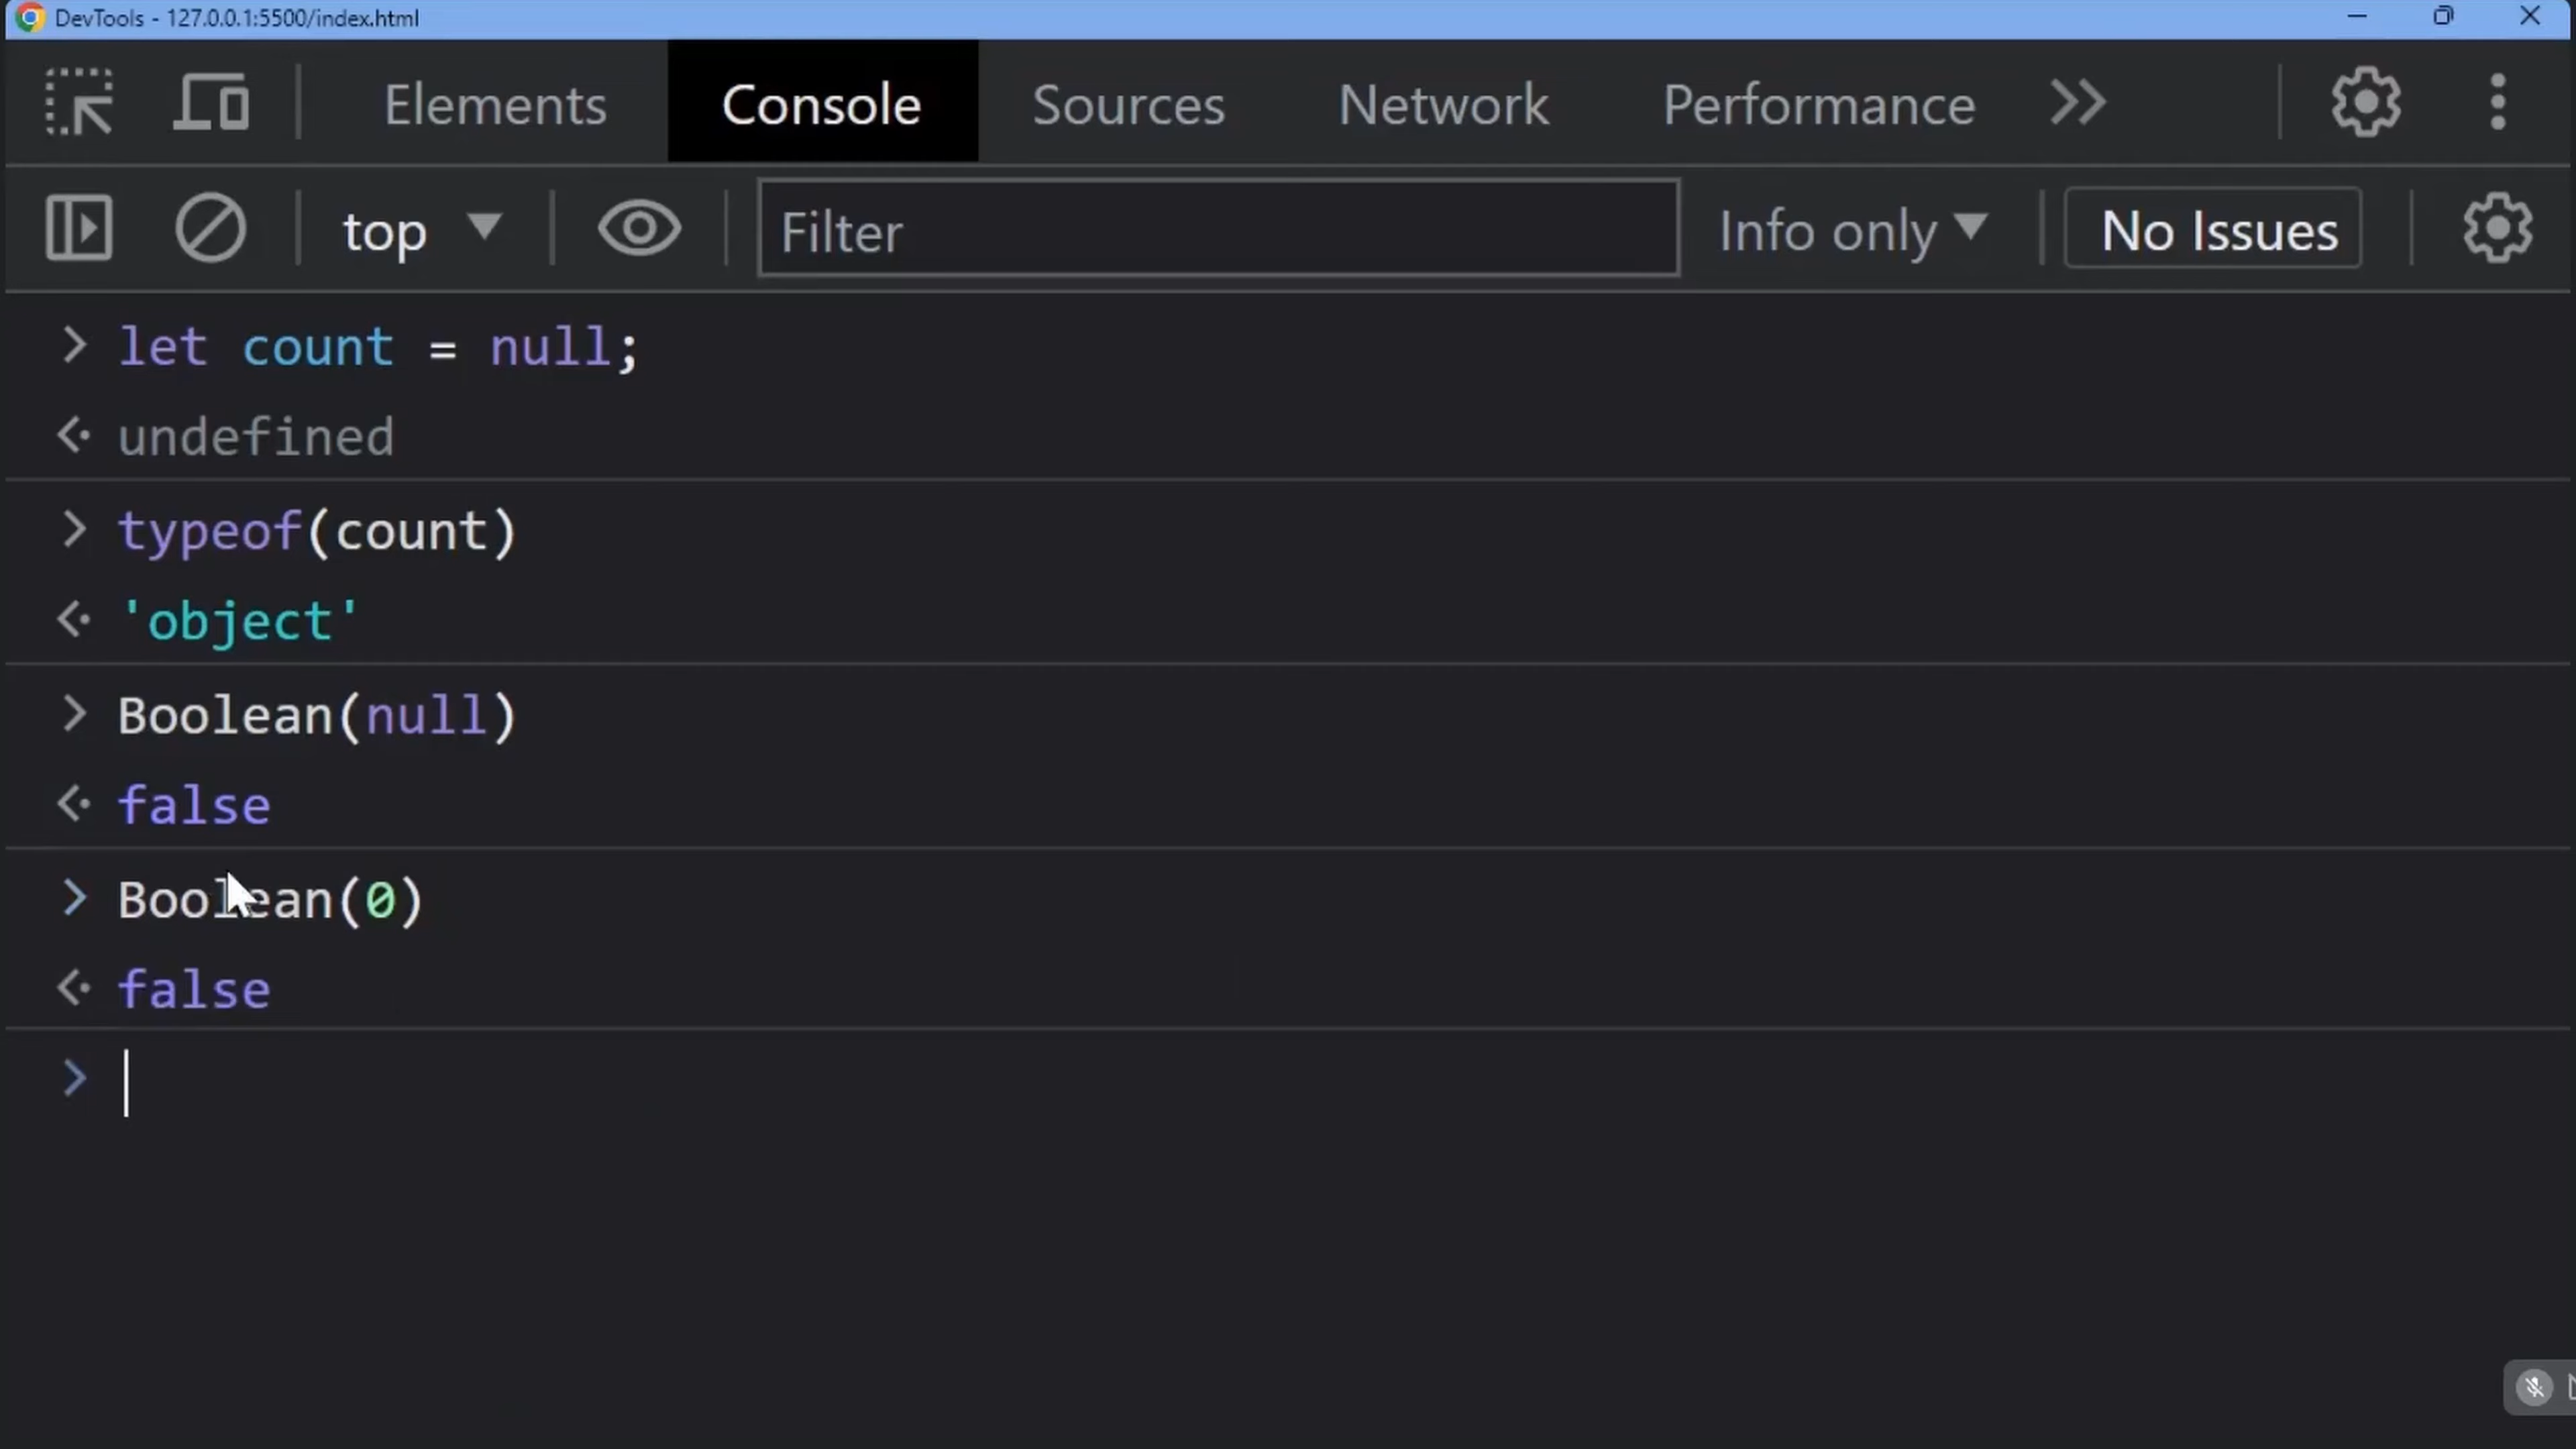 DevTools - 127.0.0.1:5500/index.html
Elements Console Sources Network Performance
top Filter Info only No Issues
> let count = null;
undefined
> typeof(count)
'object'
> Boolean(null)
false
> Boolean(0)
false
>